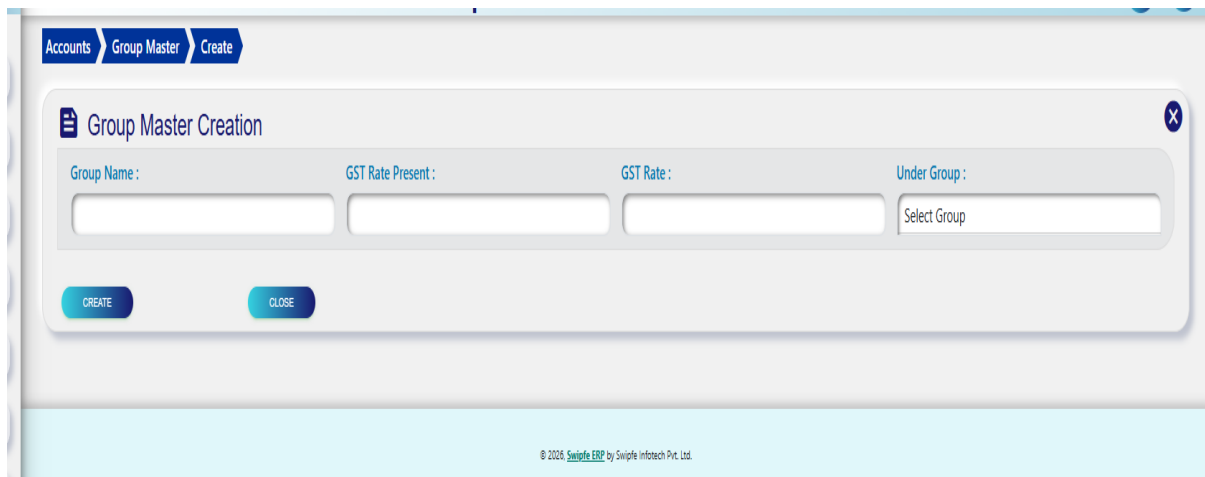 Accounts Group Master Create
Group Master Creation
Group Name : GST Rate Present : GST Rate : Under Group :
Select Group
CREATE CLOSE
© 2026, Swipfe ERP by Swipfe Infotech Pvt. Ltd.